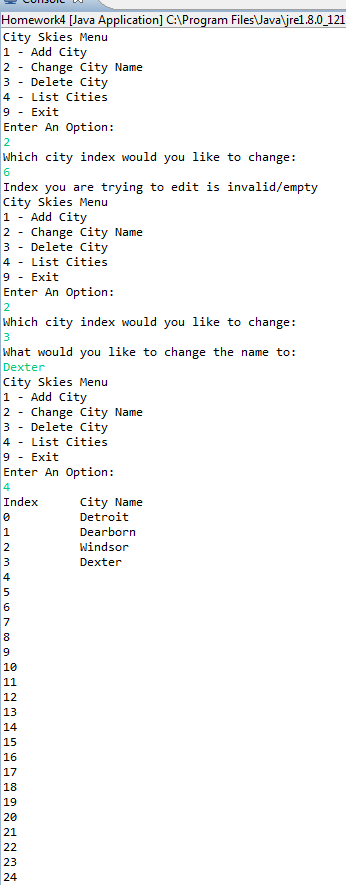 Console
Homework4 [Java Application] C:\Program Files\Java\jre1.8.0_121
City Skies Menu
1 - Add City
2 - Change City Name
3 - Delete City
4 - List Cities
9 - Exit
Enter An Option:
2
Which city index would you like to change:
6
Index you are trying to edit is invalid/empty
City Skies Menu
1 - Add City
2 - Change City Name
3 - Delete City
4 - List Cities
9 - Exit
Enter An Option:
2
Which city index would you like to change:
3
What would you like to change the name to:
Dexter
City Skies Menu
1 - Add City
2 - Change City Name
3 - Delete City
4 - List Cities
9 - Exit
Enter An Option:
4
Index City Name
0 Detroit
1 Dearborn
2 Windsor
3 Dexter
4
5
6
7
8
9
10
11
12
13
14
15
16
17
18
19
20
21
22
23
24